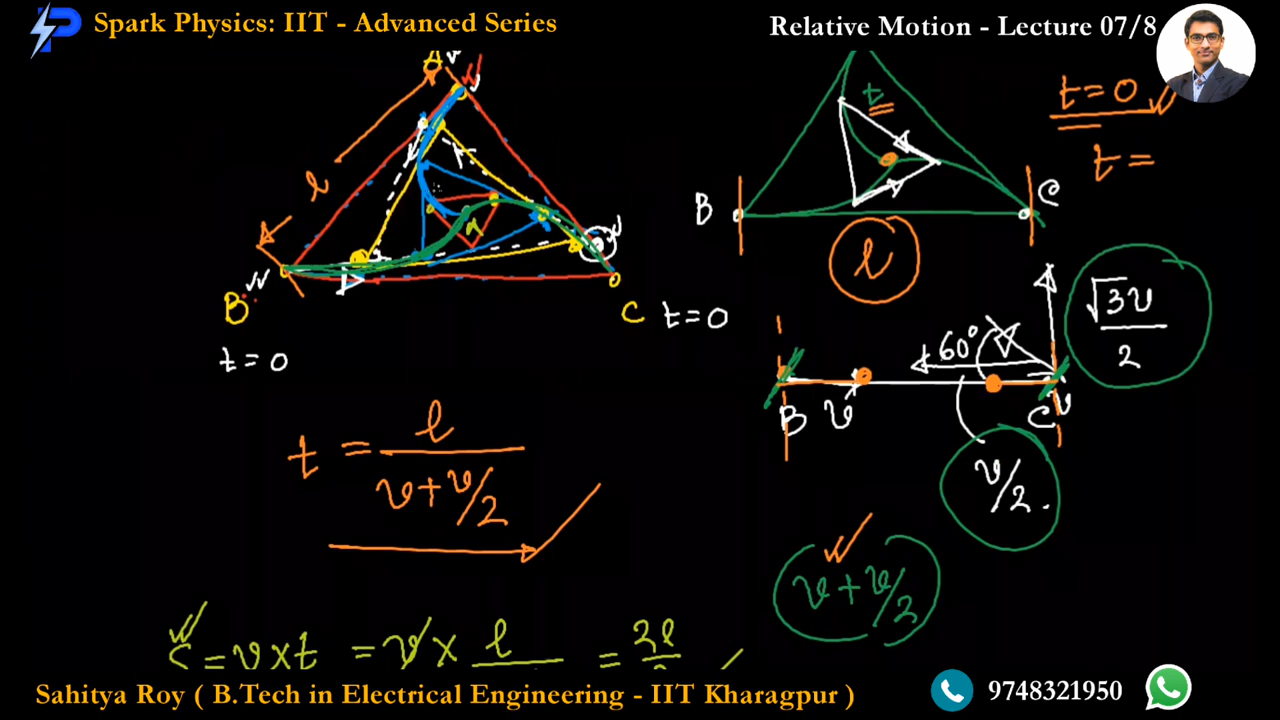 Spark Physics: IIT - Advanced Series
Relative Motion - Lecture 07/8
A
l
B
C
t = 0
t = 0
t
t = 0
t =
B
C
l
60°
√3v/2
B
v
C
v
v/2
t = l / (v + v/2)
v + v/2
S = v × t = v × l = 2l
Sahitya Roy ( B.Tech in Electrical Engineering - IIT Kharagpur )
9748321950